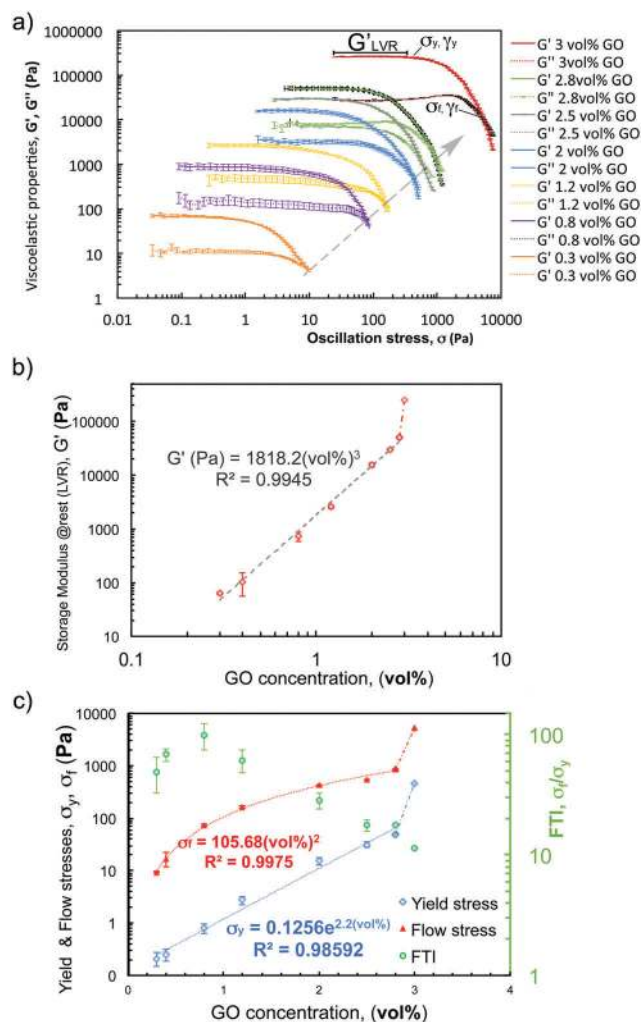 a)
Viscoelastic properties, G', G'' (Pa)
1000000
100000
10000
1000
100
10
1
0.01
0.1
1
10
100
1000
10000
Oscillation stress, σ (Pa)
G'LVR
σy, γy
σf, γf
G' 3 vol% GO
G'' 3vol% GO
G' 2.8vol% GO
G'' 2.8vol% GO
G' 2.5 vol% GO
G'' 2.5 vol% GO
G' 2 vol% GO
G'' 2 vol% GO
G' 1.2 vol% GO
G'' 1.2 vol% GO
G' 0.8 vol% GO
G'' 0.8 vol% GO
G' 0.3 vol% GO
G'' 0.3 vol% GO
b)
Storage Modulus @rest (LVR), G' (Pa)
100000
10000
1000
100
10
G' (Pa) = 1818.2(vol%)³
R² = 0.9945
0.1
1
10
GO concentration, (vol%)
c)
Yield & Flow stresses, σy, σf (Pa)
10000
1000
100
10
1
0
σf = 105.68(vol%)²
R² = 0.9975
σy = 0.1256e^2.2(vol%)
R² = 0.98592
Yield stress
Flow stress
FTI
100
10
1
FTI, σf/σy
0
1
2
3
4
GO concentration, (vol%)